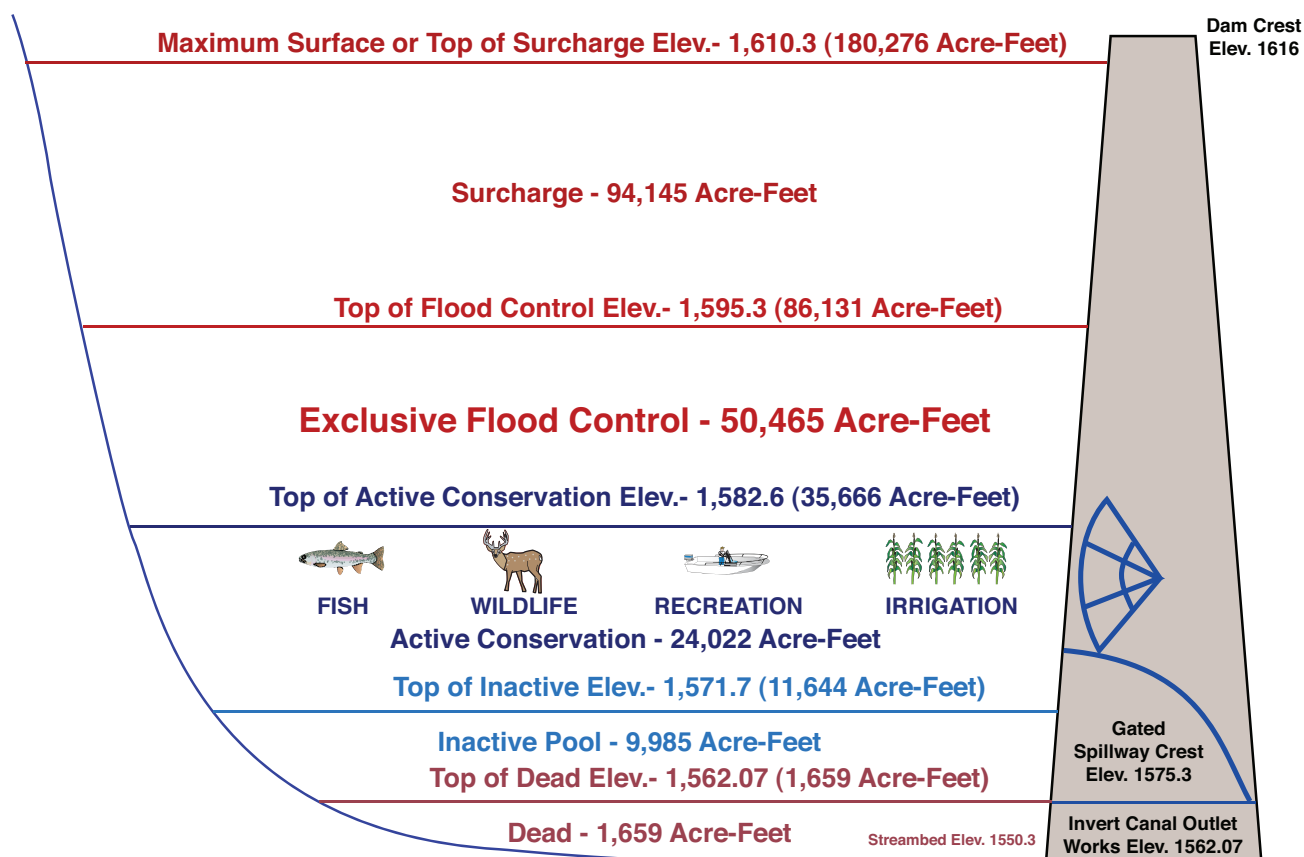 Maximum Surface or Top of Surcharge Elev.- 1,610.3 (180,276 Acre-Feet)
Dam Crest
Elev. 1616
Surcharge - 94,145 Acre-Feet
Top of Flood Control Elev.- 1,595.3 (86,131 Acre-Feet)
Exclusive Flood Control - 50,465 Acre-Feet
Top of Active Conservation Elev.- 1,582.6 (35,666 Acre-Feet)
FISH WILDLIFE RECREATION IRRIGATION
Active Conservation - 24,022 Acre-Feet
Top of Inactive Elev.- 1,571.7 (11,644 Acre-Feet)
Inactive Pool - 9,985 Acre-Feet
Gated
Spillway Crest
Elev. 1575.3
Top of Dead Elev.- 1,562.07 (1,659 Acre-Feet)
Dead - 1,659 Acre-Feet
Streambed Elev. 1550.3
Invert Canal Outlet
Works Elev. 1562.07